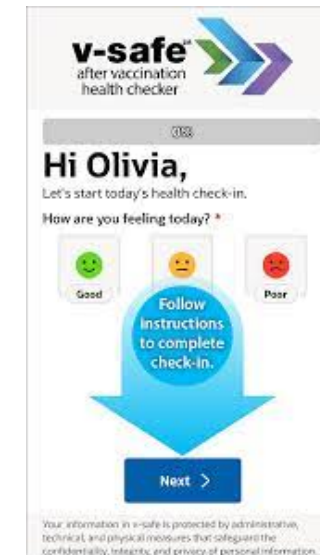 v-safe℠
after vaccination
health checker
0%
Hi Olivia,
Let's start today's health check-in.
How are you feeling today? *
Good
Poor
Follow
instructions
to complete
check-in.
Next >
Your information in v-safe is protected by administrative,
technical, and physical measures that safeguard the
confidentiality, integrity, and privacy of personal information